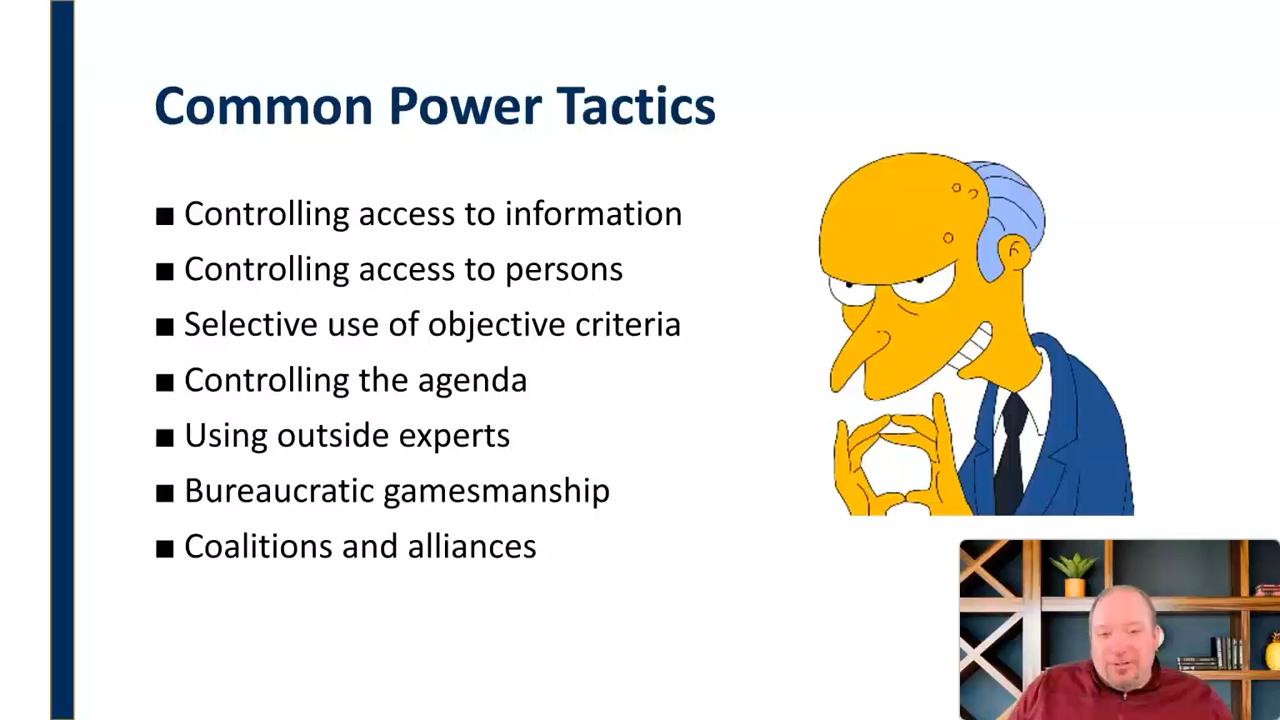 Common Power Tactics
■ Controlling access to information
■ Controlling access to persons
■ Selective use of objective criteria
■ Controlling the agenda
■ Using outside experts
■ Bureaucratic gamesmanship
■ Coalitions and alliances